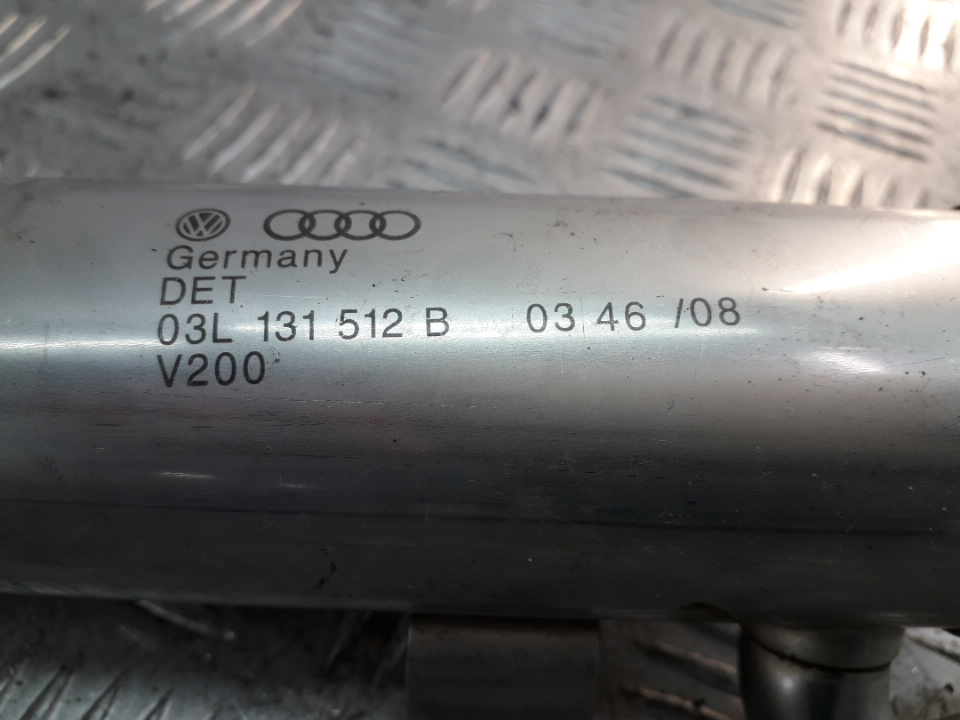 Germany
DET
03L 131 512 B 03 46 /08
V200